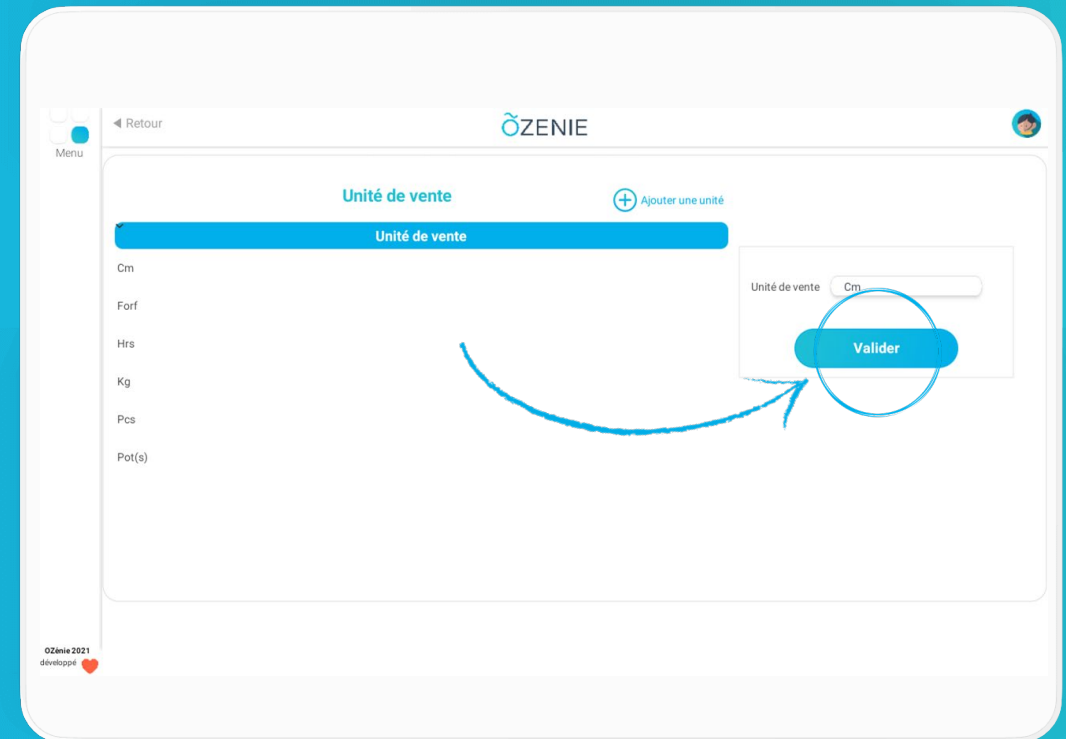 Menu
◀ Retour
ÕZENIE
Unité de vente
Ajouter une unité
Unité de vente
Cm
Forf
Hrs
Kg
Pcs
Pot(s)
Unité de vente
Cm
Valider
OZènie 2021
développé